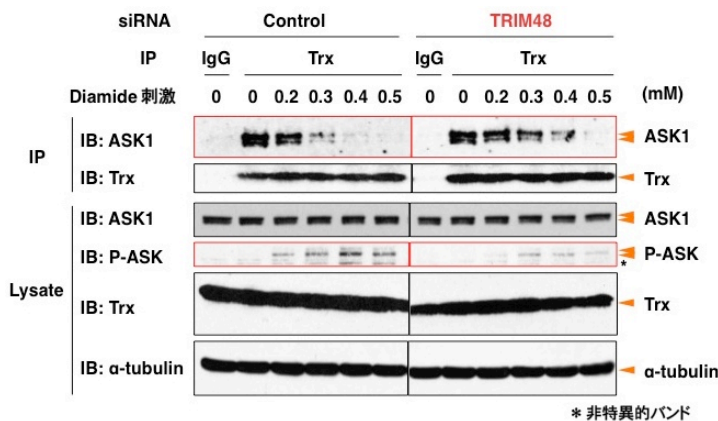 siRNA Control TRIM48
IP IgG Trx IgG Trx
Diamide 刺激 0 0 0.2 0.3 0.4 0.5 0 0 0.2 0.3 0.4 0.5 (mM)
IP
IB: ASK1 ASK1
IB: Trx Trx
Lysate
IB: ASK1 ASK1
IB: P-ASK P-ASK
*
IB: Trx Trx
IB: α-tubulin α-tubulin
* 非特異的バンド